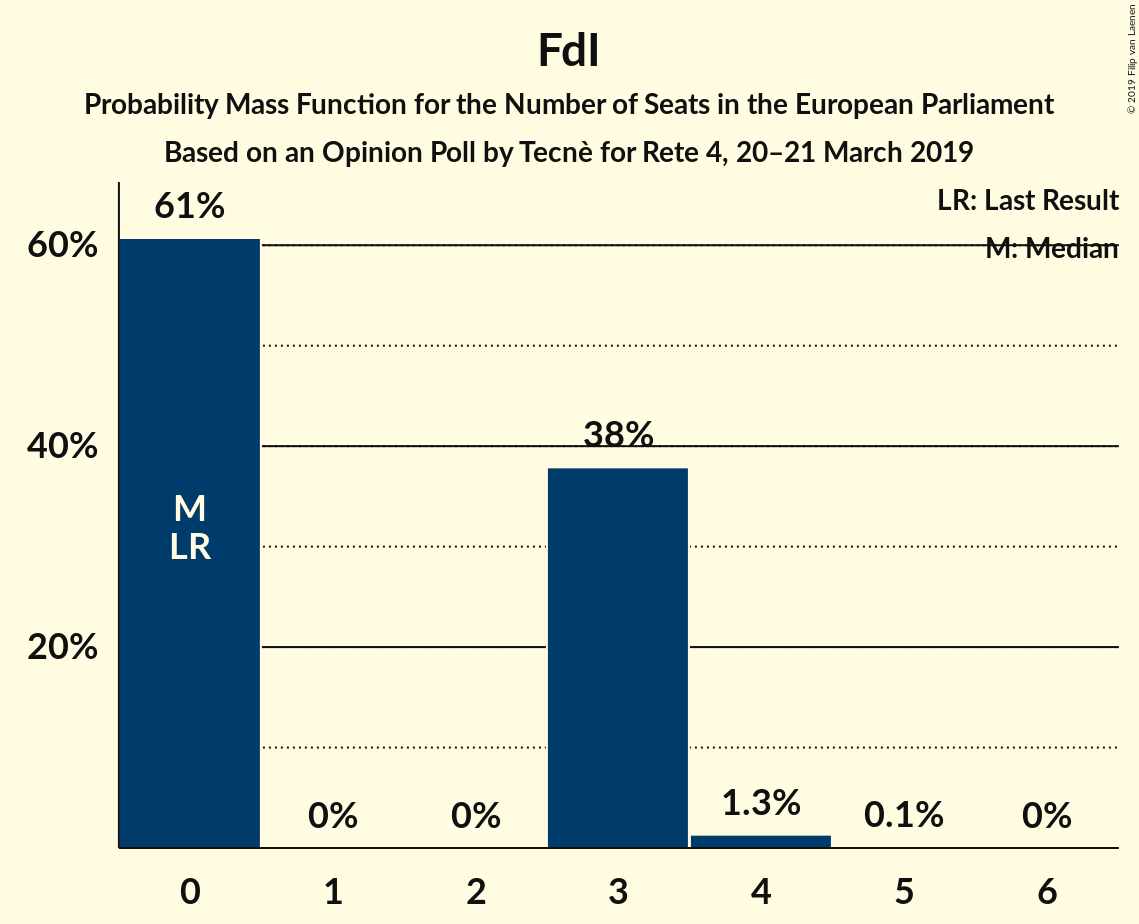 FdI
Probability Mass Function for the Number of Seats in the European Parliament
Based on an Opinion Poll by Tecnè for Rete 4, 20–21 March 2019
© 2019 Filip van Laenen
LR: Last Result
M: Median
60%
40%
20%
61%
M
LR
0%
0%
38%
1.3%
0.1%
0%
0 1 2 3 4 5 6